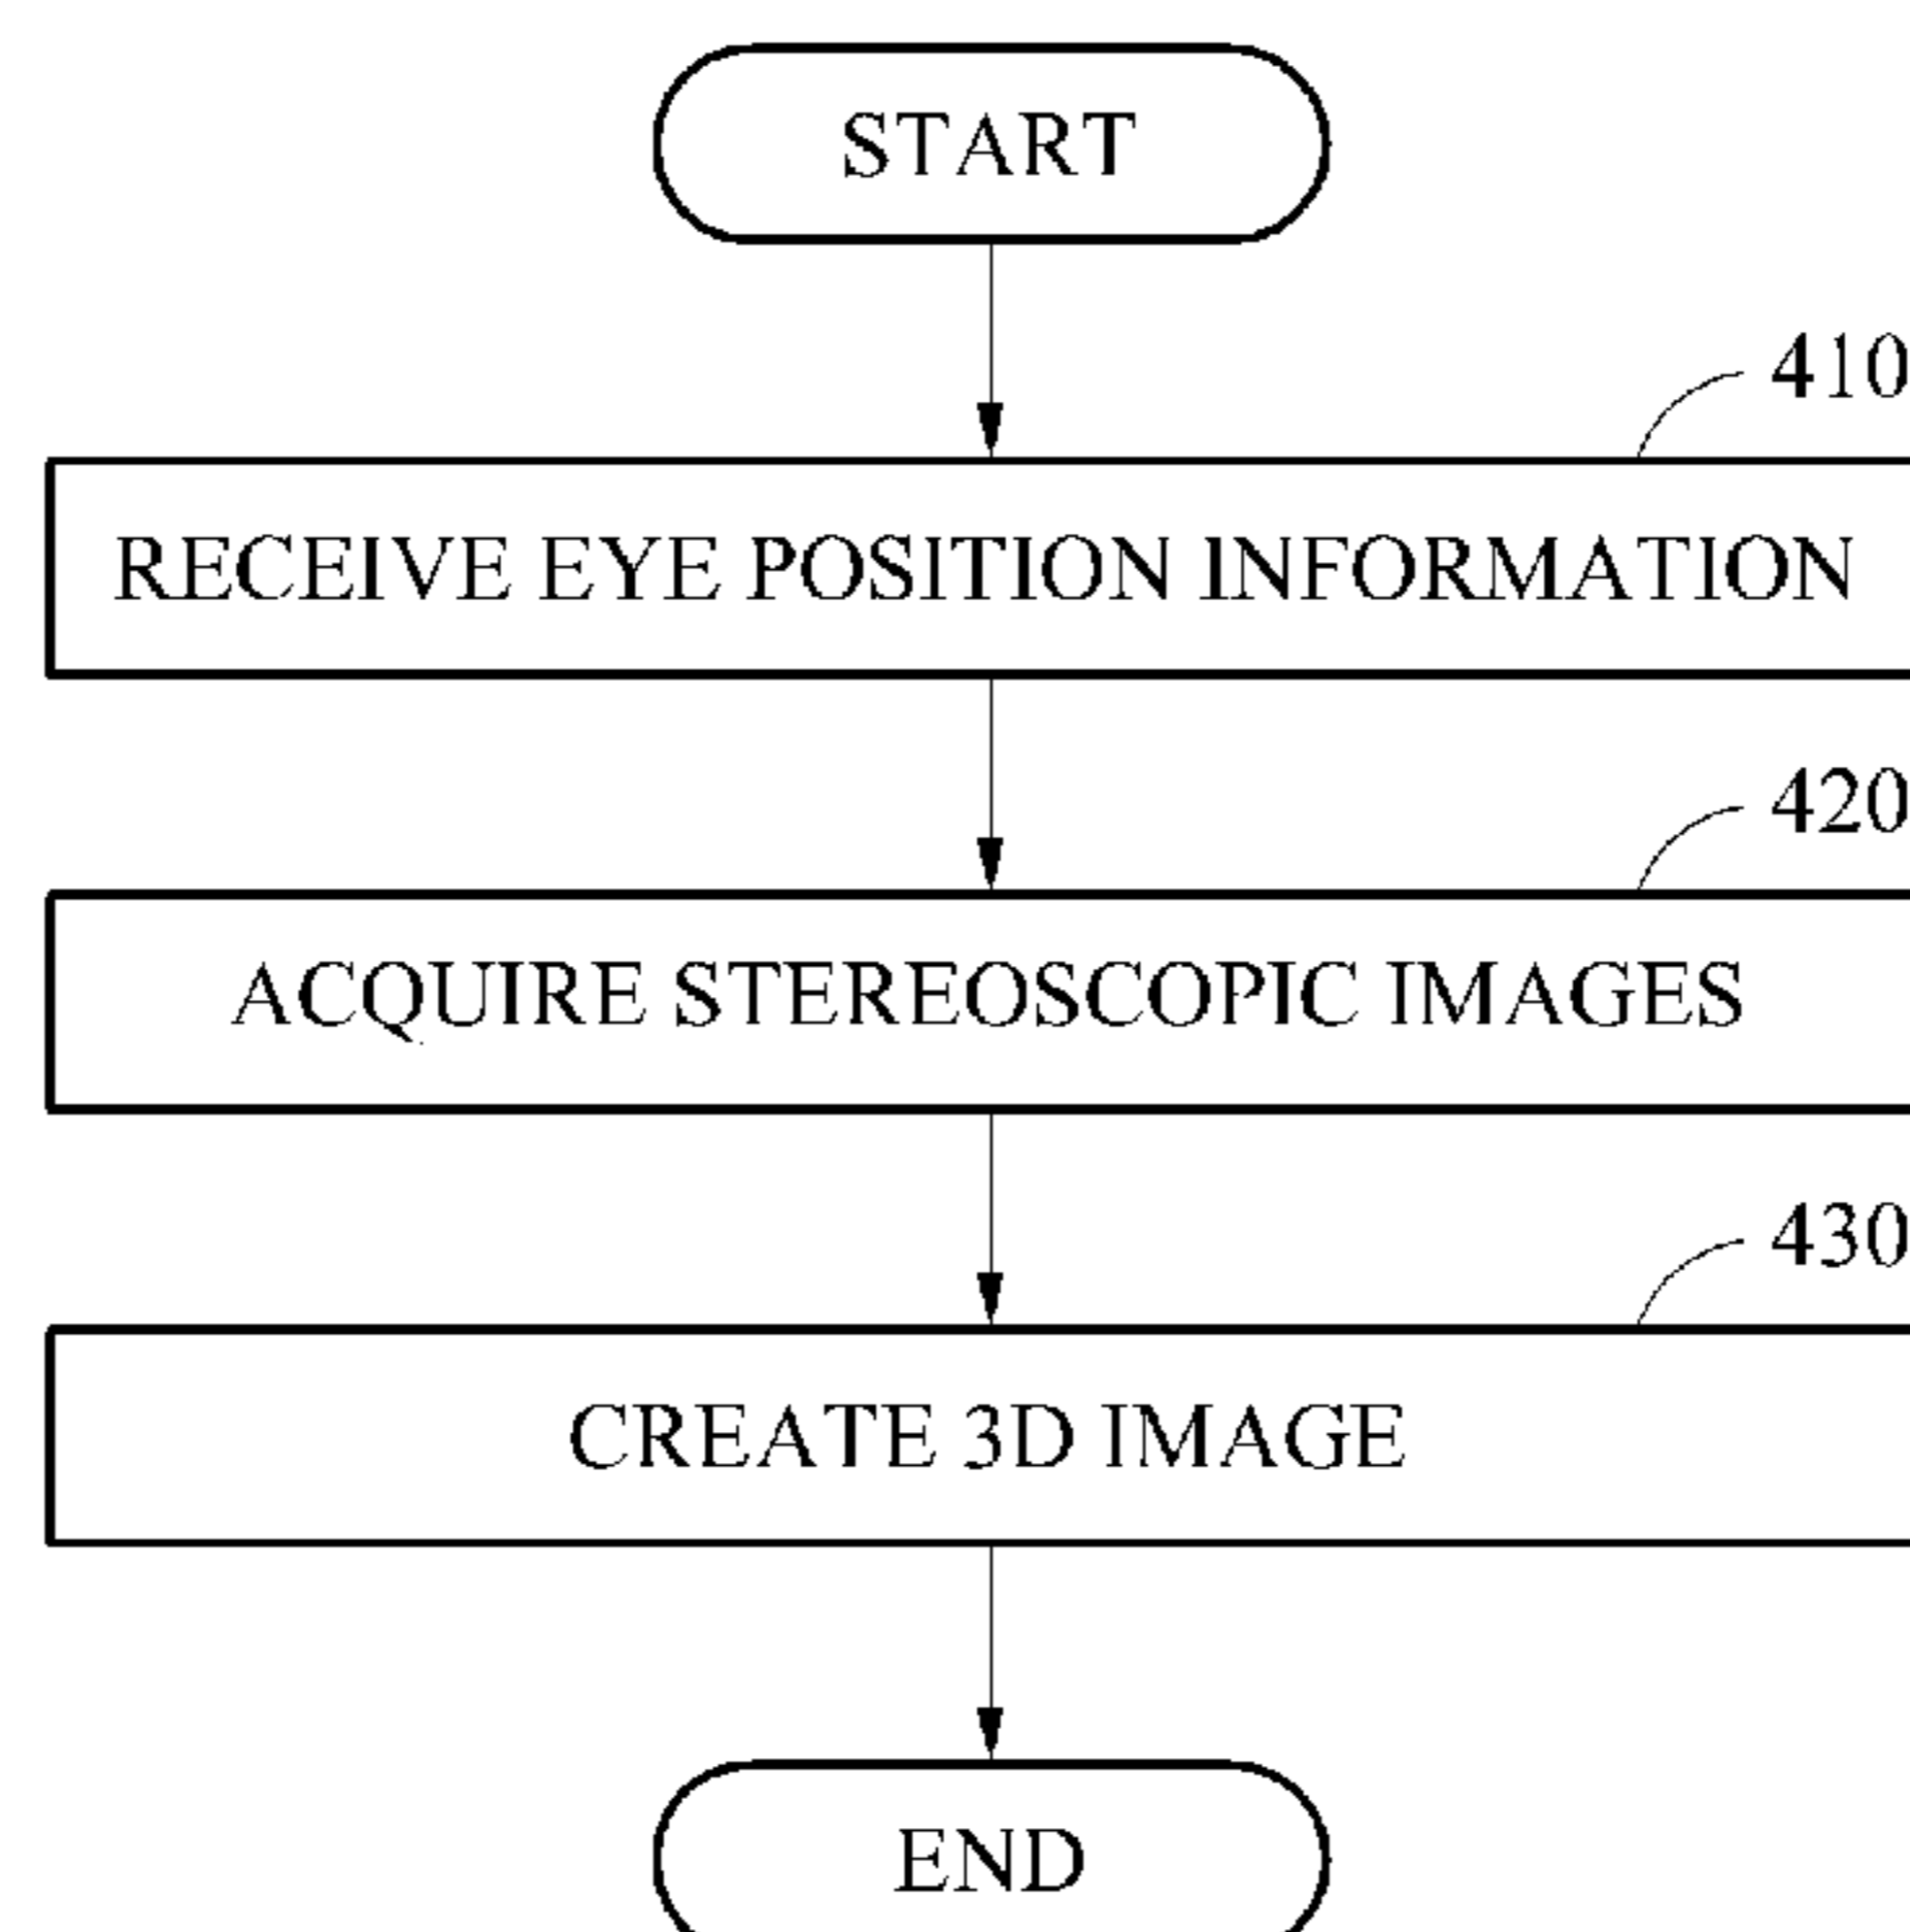 START
410
RECEIVE EYE POSITION INFORMATION
420
ACQUIRE STEREOSCOPIC IMAGES
430
CREATE 3D IMAGE
END